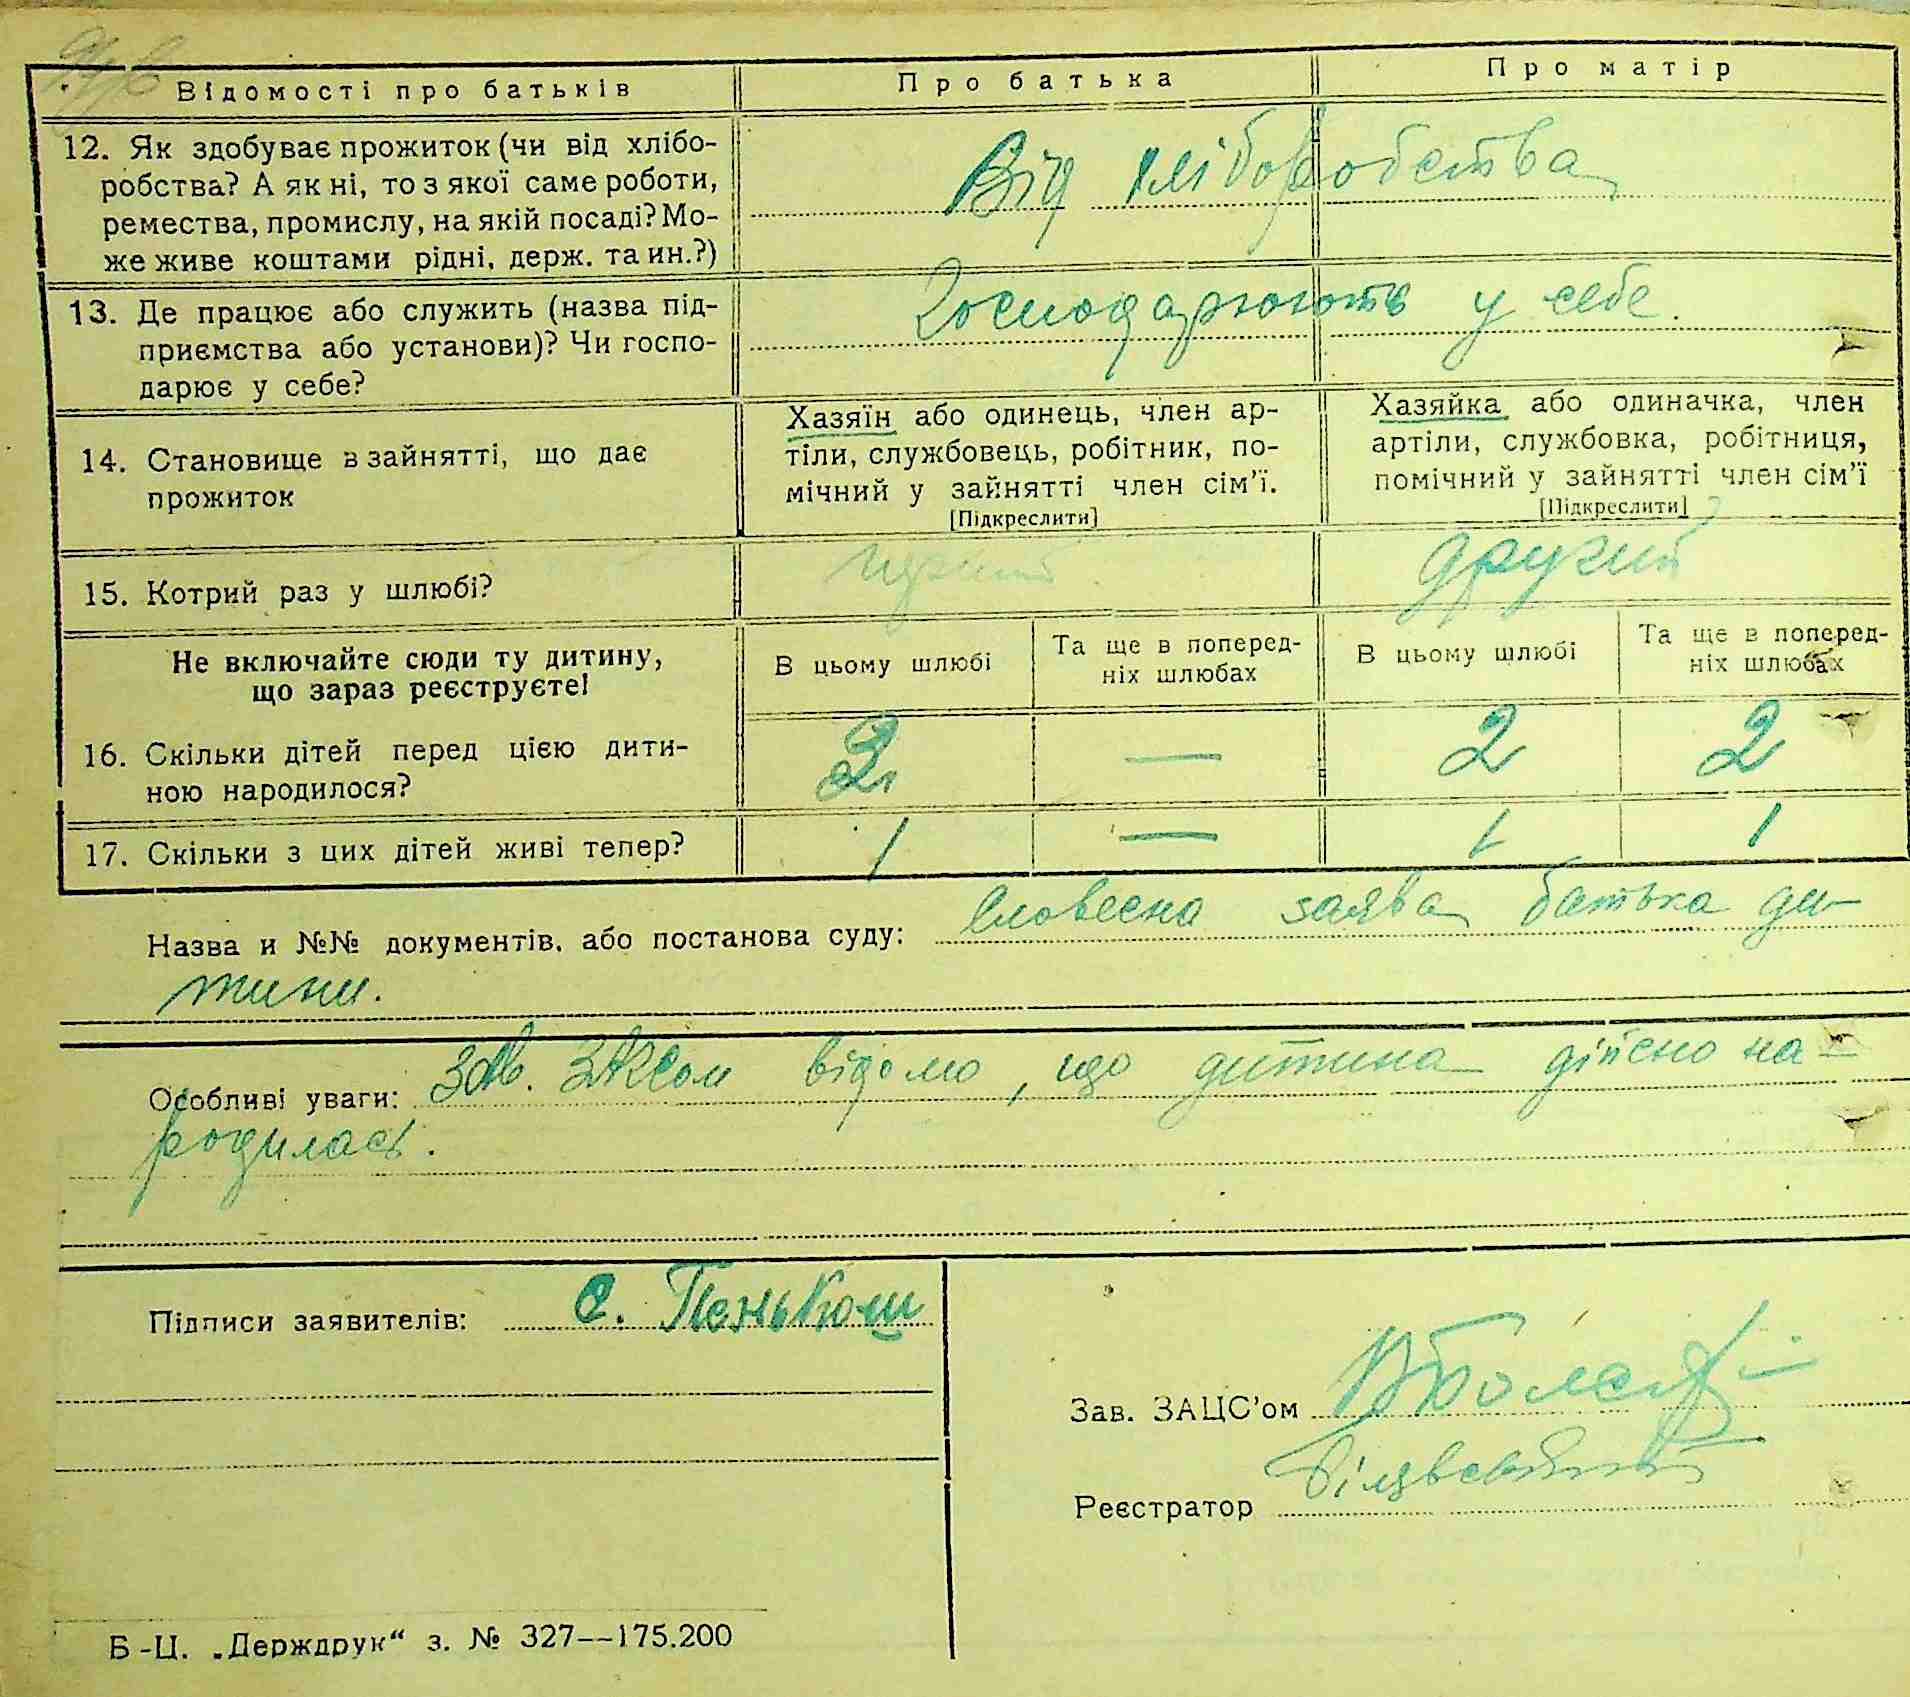 Відомості про батьків
Про батька
Про матір
12. Як здобуває прожиток (чи від хлібо-
робства? А як ні, то з якої саме роботи,
ремества, промислу, на якій посаді? Мо-
же живе коштами рідні, держ. та ин.?)
Від хліборобства
13. Де працює або служить (назва під-
приємства або установи)? Чи госпо-
дарює у себе?
Господарюють у себе.
14. Становище в зайнятті, що дає
прожиток
Хазяїн або одинець, член ар-
тіли, службовець, робітник, по-
мічний у зайнятті член сім'ї.
[Підкреслити]
Хазяйка або одиначка, член
артіли, службовка, робітниця,
помічний у зайнятті член сім'ї
[Підкреслити]
15. Котрий раз у шлюбі?
другий
Не включайте сюди ту дитину,
що зараз реєструєте!
В цьому шлюбі
Та ще в поперед-
ніх шлюбах
В цьому шлюбі
Та ще в поперед-
ніх шлюбах
16. Скільки дітей перед цією дити-
ною народилося?
2 — 2 2
17. Скільки з цих дітей живі тепер?
1 — 1 1
Назва и №№ документів, або постанова суду: Словесна заява батька ди-
тини.
Особливі уваги: Зав. ЗАГСом відомо, що дитина дійсно на-
родилась.
Підписи заявителів: С. Пенькош
Зав. ЗАЦС'ом
Реєстратор
Б-Ц. „Держдрук“ з. № 327--175.200